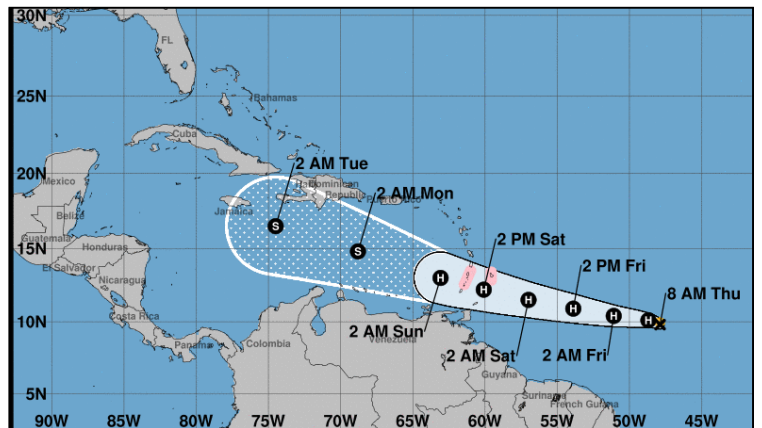 30N
FL
25N
Bahamas
Cuba
2 AM Tue
20N
Mexico
Dominican
Republic
2 AM Mon
Jamaica
Belize
Guatemala
15N
2 PM Sat
Honduras
El Salvador
Nicaragua
2 PM Fri
8 AM Thu
S
S
H
H
H
H
H
H
Costa Rica
10N
2 AM Sun
Panama
Colombia
Venezuela
2 AM Sat
2 AM Fri
Guyana
5N
Suriname
French Guiana
90W 85W 80W 75W 70W 65W 60W 55W 50W 45W